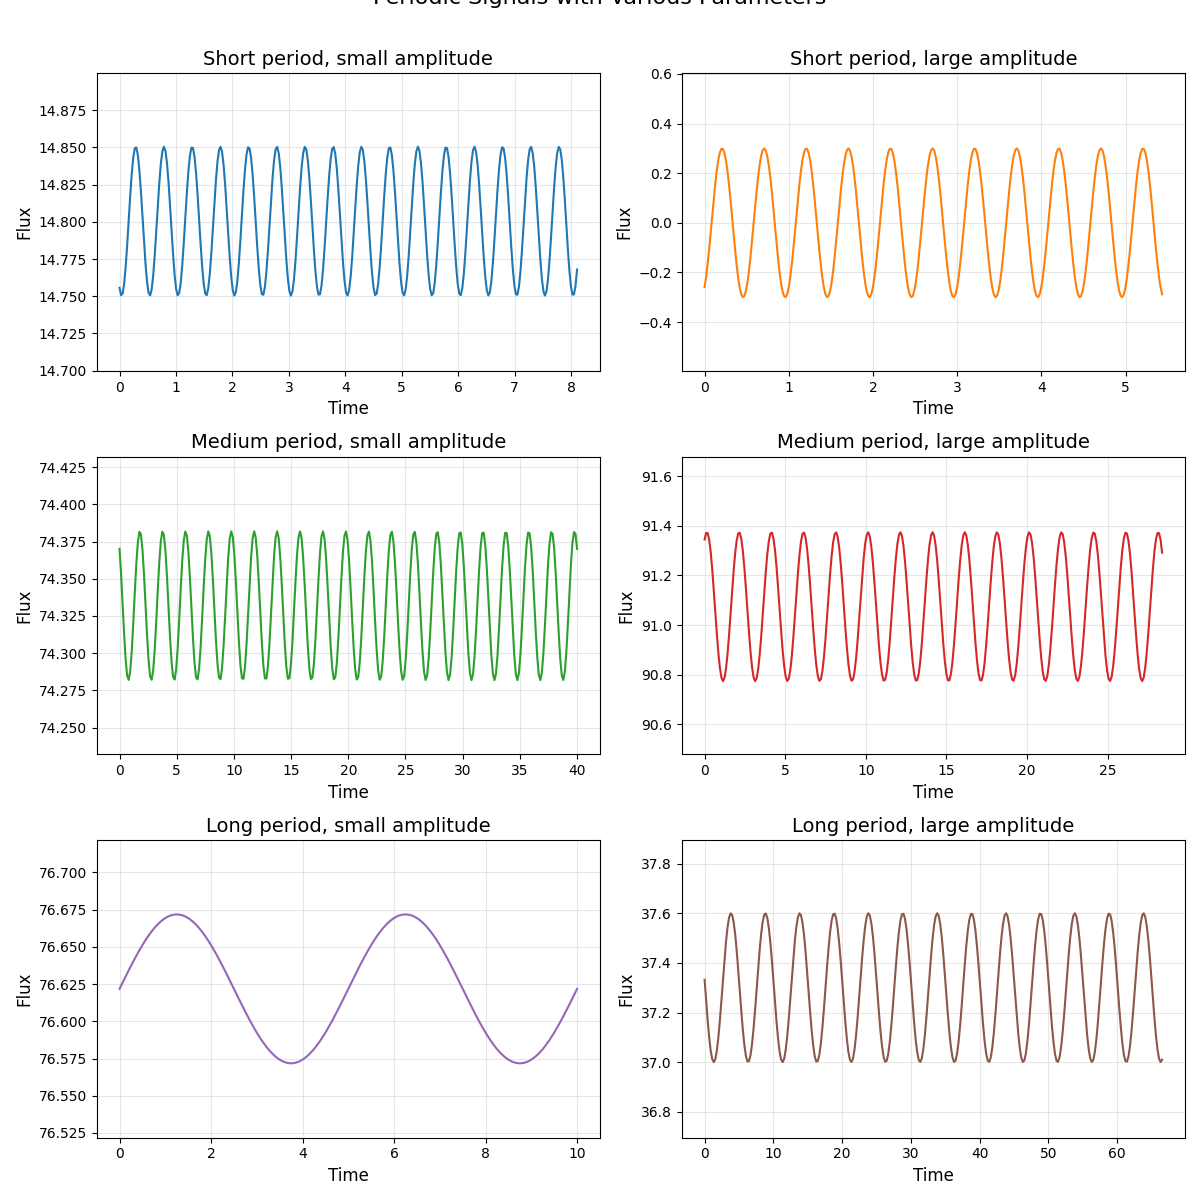 Periodic Signals with Various Parameters
Short period, small amplitude
Flux
14.875
14.850
14.825
14.800
14.775
14.750
14.725
14.700
0 1 2 3 4 5 6 7 8
Time
Short period, large amplitude
Flux
0.6
0.4
0.2
0.0
−0.2
−0.4
0 1 2 3 4 5
Time
Medium period, small amplitude
Flux
74.425
74.400
74.375
74.350
74.325
74.300
74.275
74.250
0 5 10 15 20 25 30 35 40
Time
Medium period, large amplitude
Flux
91.6
91.4
91.2
91.0
90.8
90.6
0 5 10 15 20 25
Time
Long period, small amplitude
Flux
76.700
76.675
76.650
76.625
76.600
76.575
76.550
76.525
0 2 4 6 8 10
Time
Long period, large amplitude
Flux
37.8
37.6
37.4
37.2
37.0
36.8
0 10 20 30 40 50 60
Time